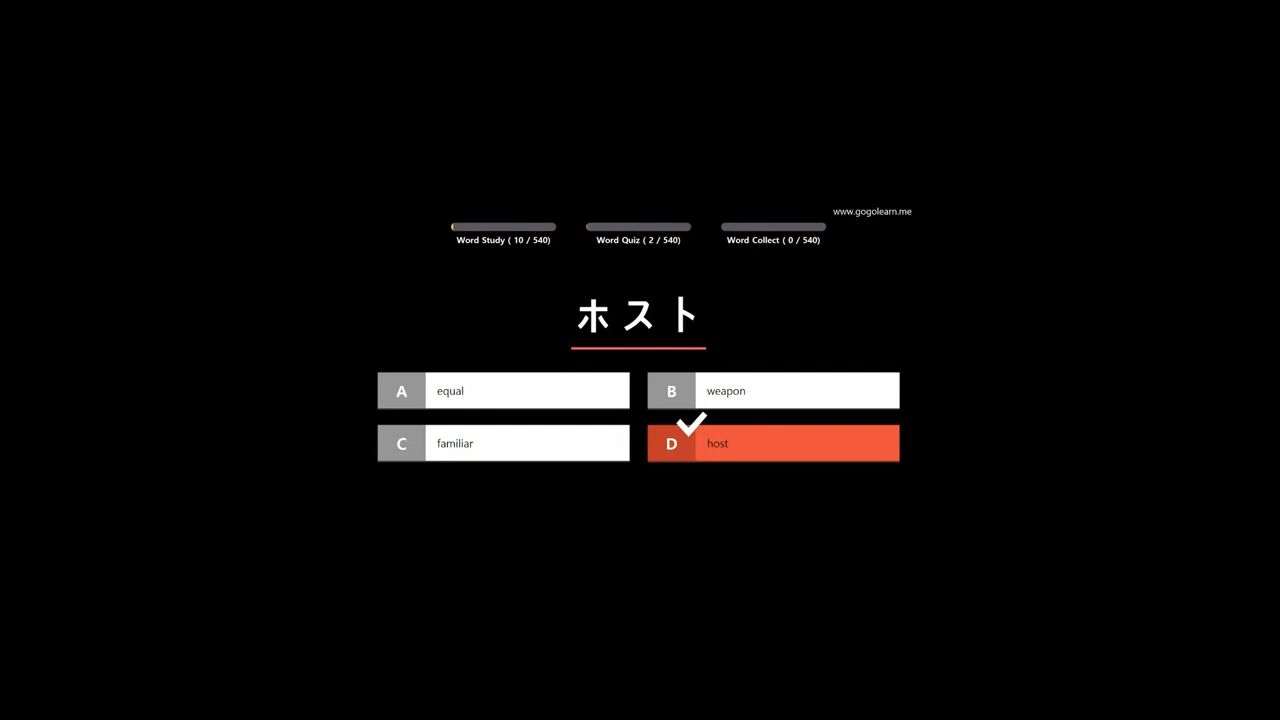 www.gogolearn.me
Word Study ( 10 / 540)
Word Quiz ( 2 / 540)
Word Collect ( 0 / 540)
ホスト
A equal
B weapon
C familiar
D host